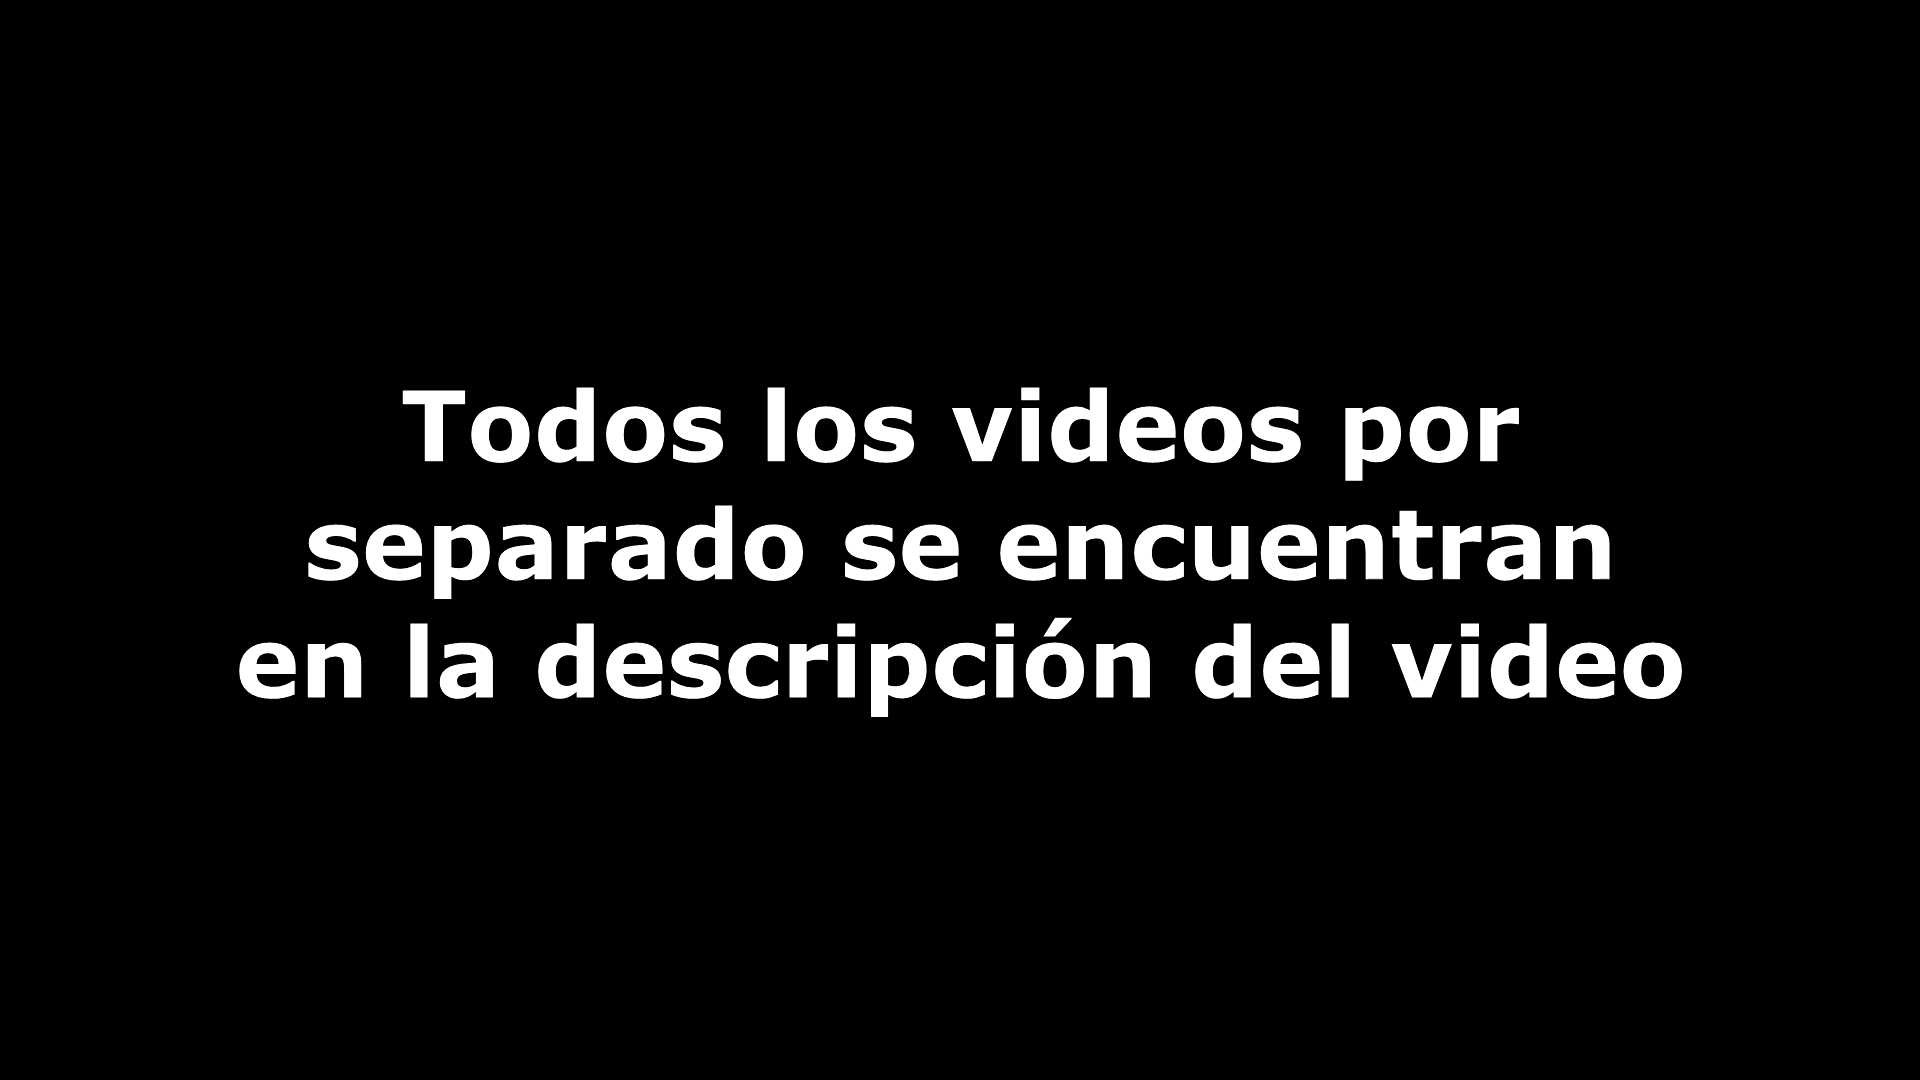 Todos los videos por
separado se encuentran
en la descripción del video